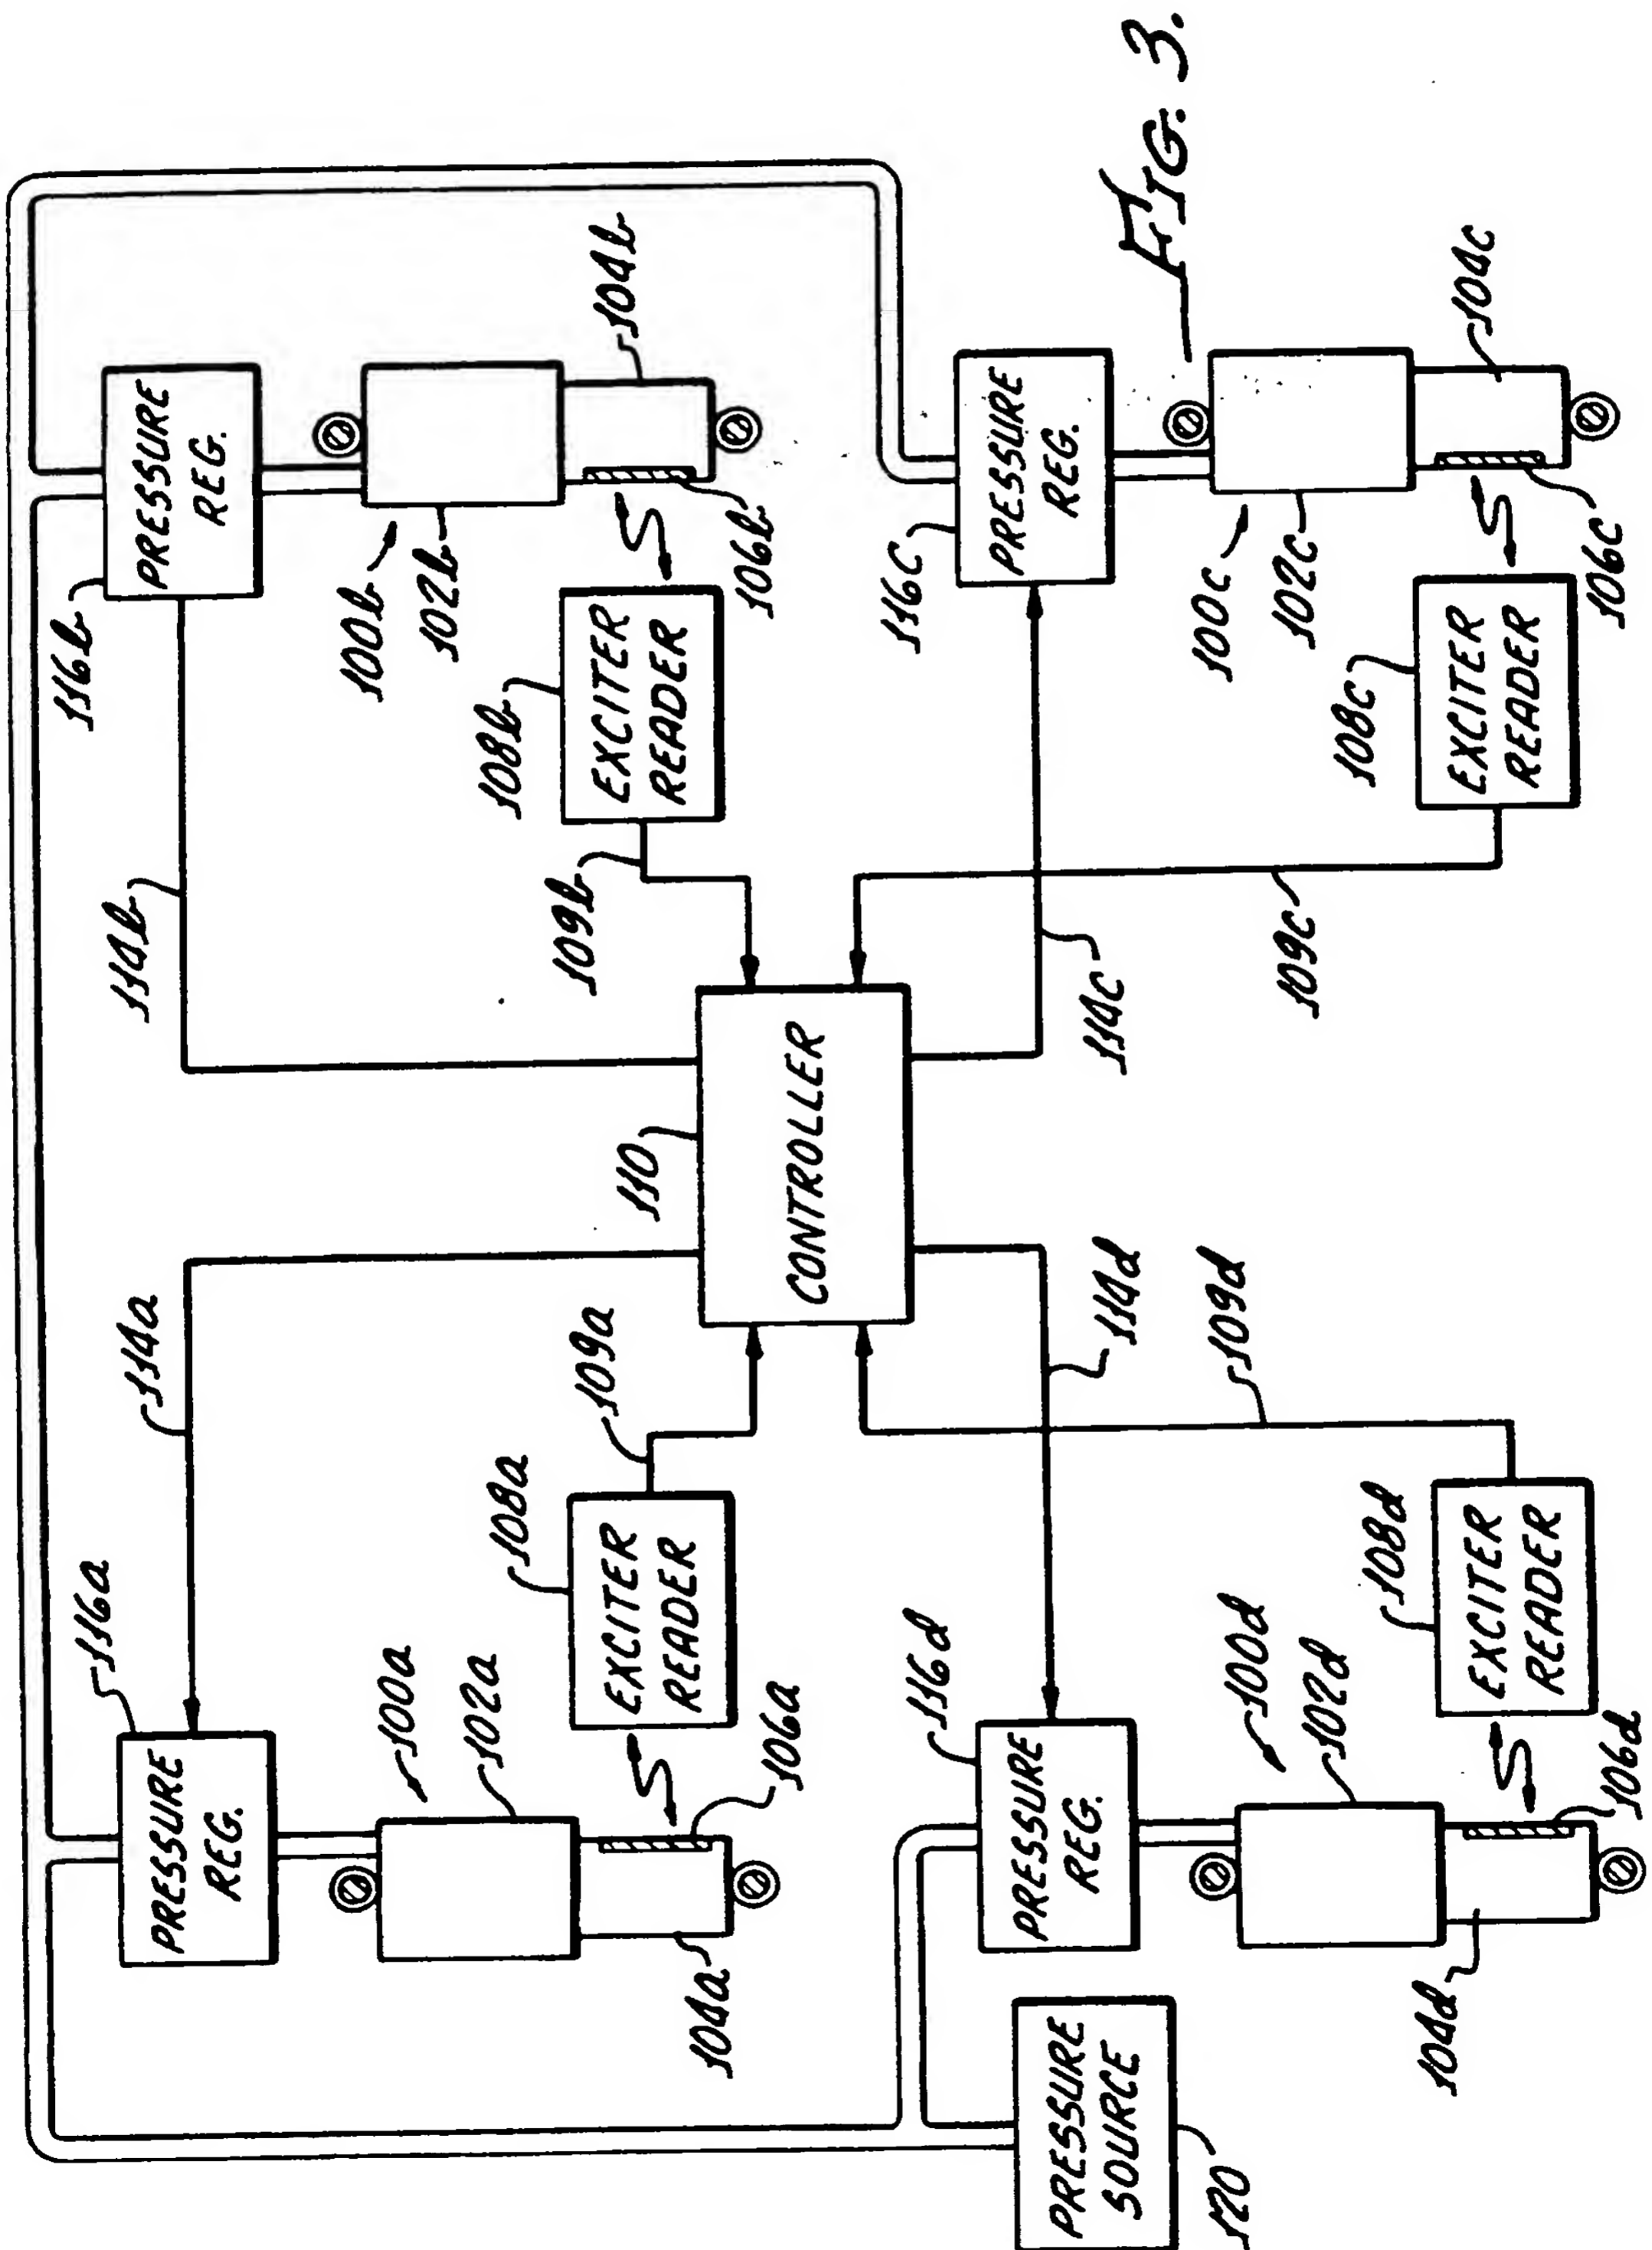 116a
PRESSURE
REG.
114a
114b
116b
PRESSURE
REG.
100a
102a
100b
102b
104a
106a
108a
EXCITER
READER
109a
110
CONTROLLER
109b
108b
EXCITER
READER
106b
104b
PRESSURE
SOURCE
120
116d
PRESSURE
REG.
114d
114c
116c
PRESSURE
REG.
100d
102d
100c
102c
104d
106d
108d
EXCITER
READER
109d
109c
108c
EXCITER
READER
106c
104c
FIG. 3.